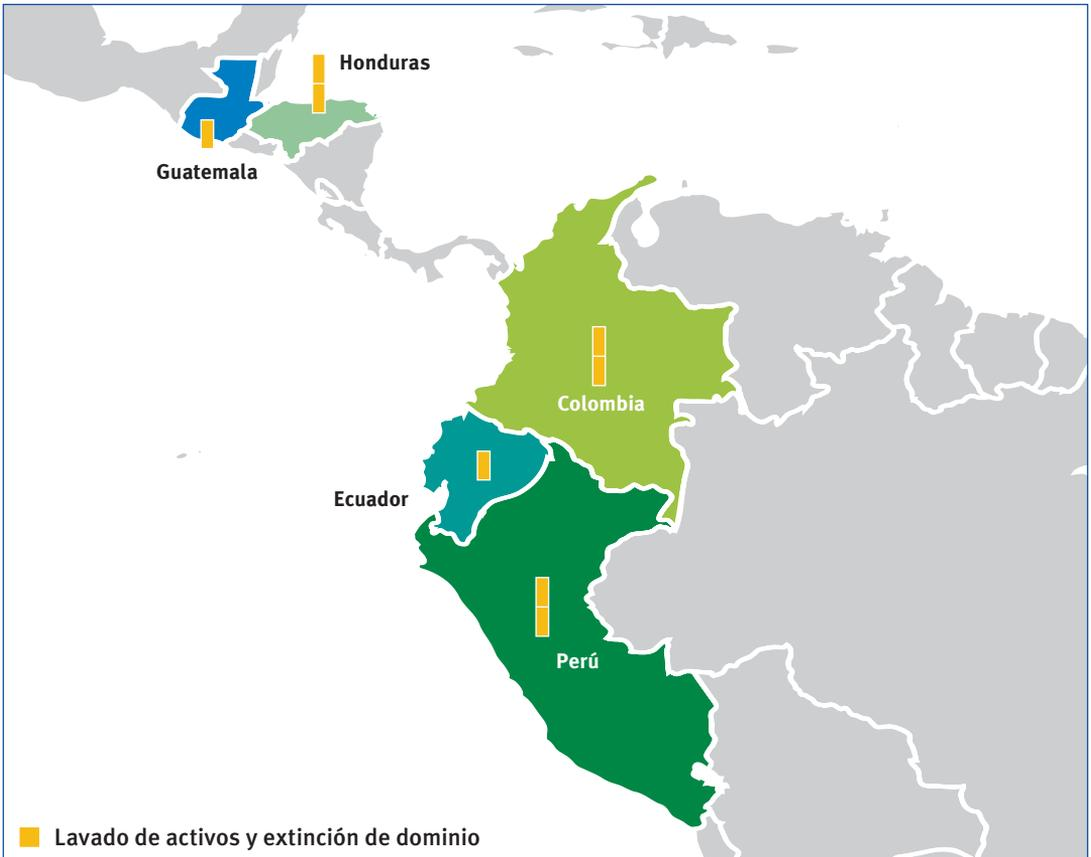 Honduras
Guatemala
Colombia
Ecuador
Perú
Lavado de activos y extinción de dominio